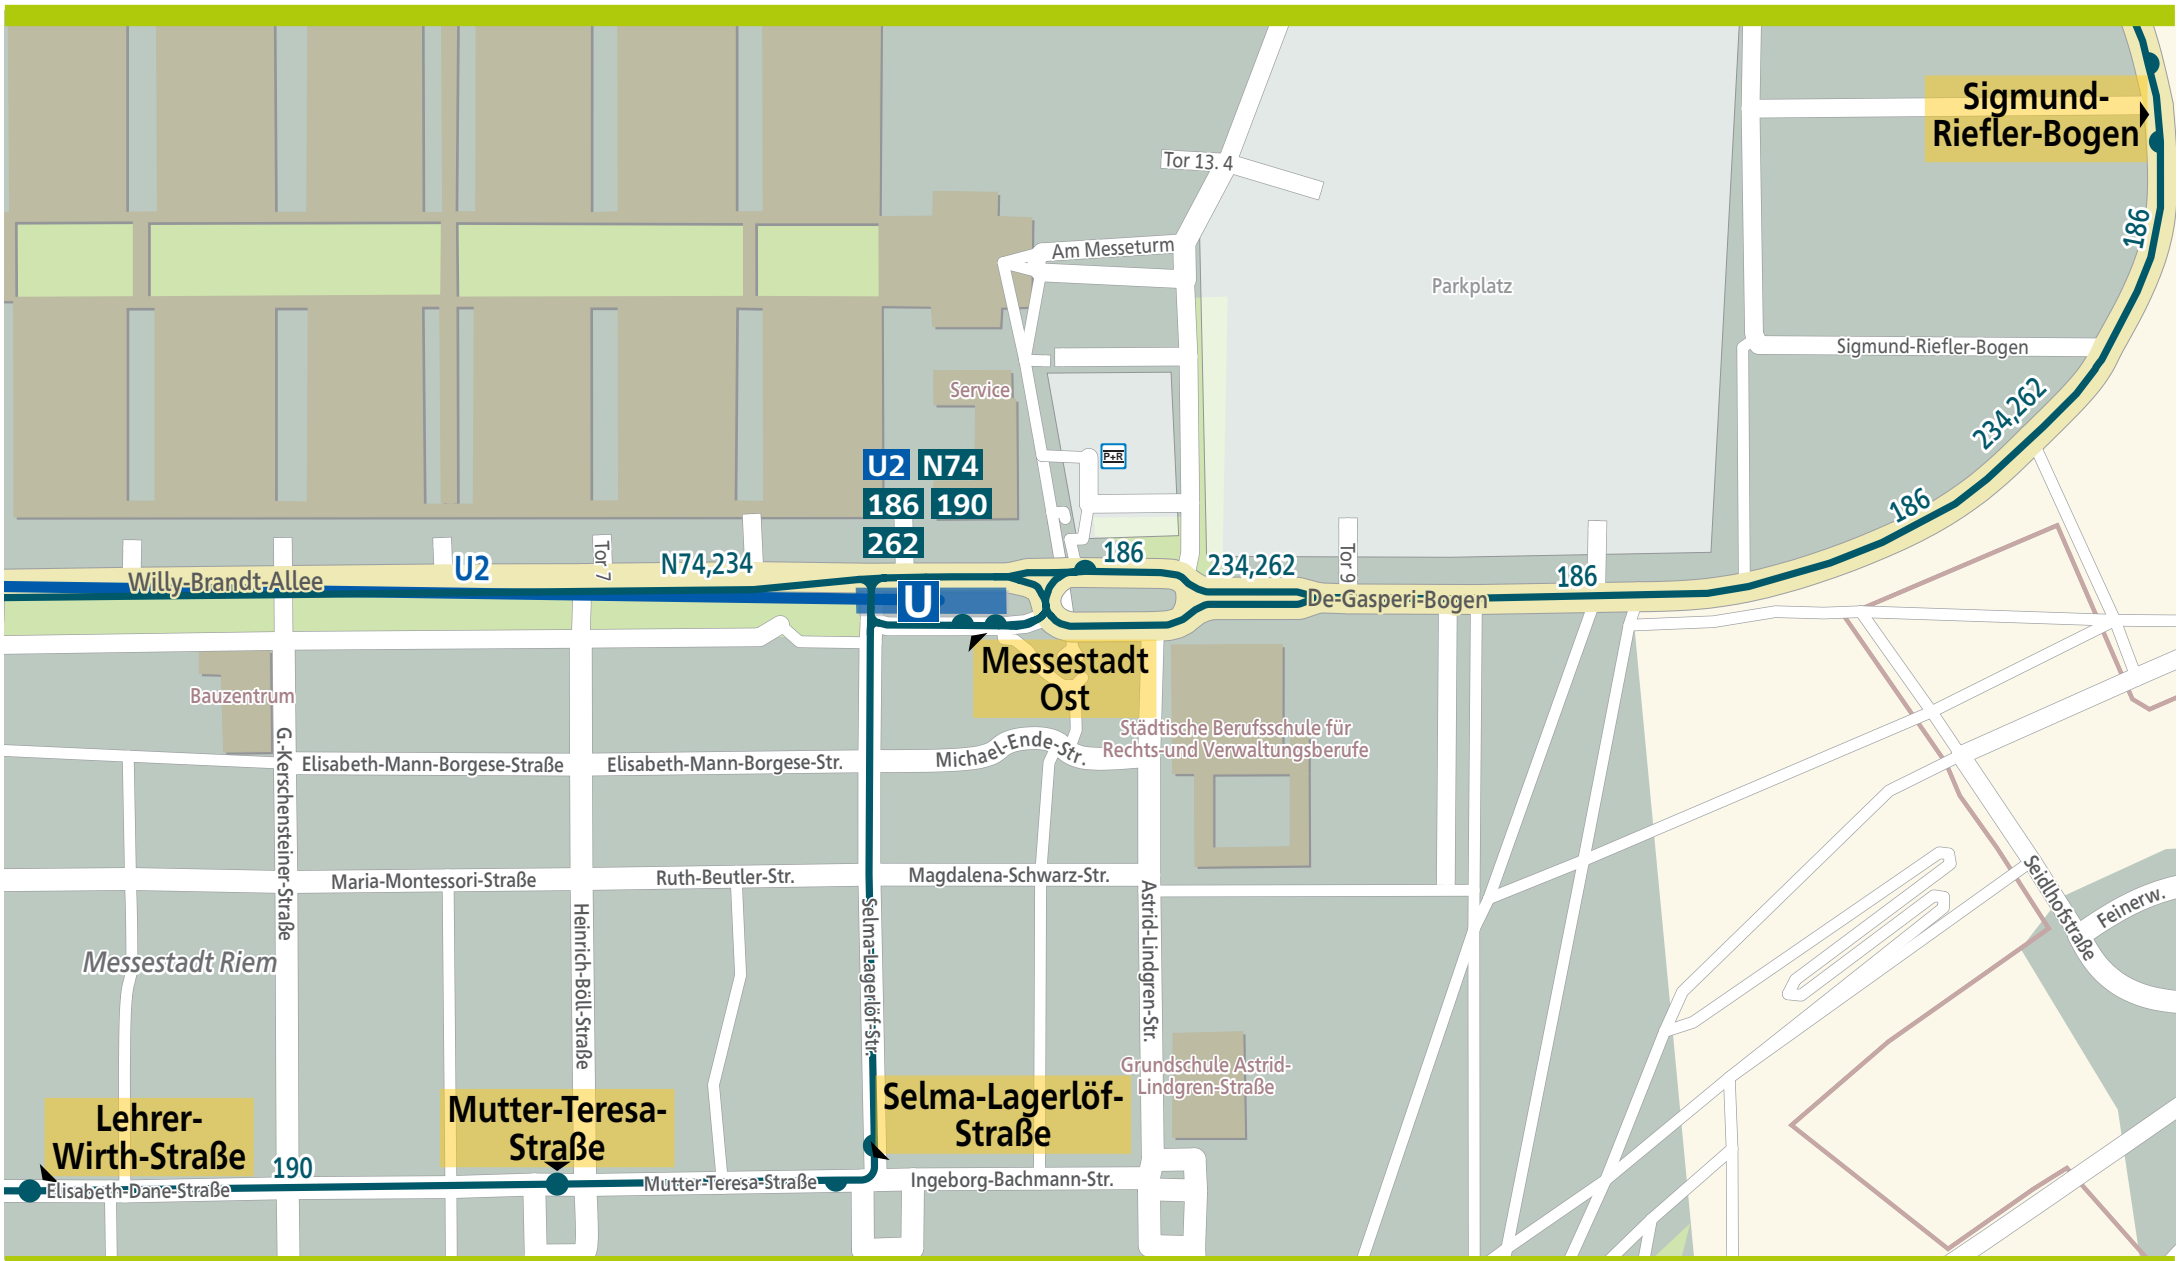 Sigmund-
Riefler-Bogen
Tor 13. 4
186
Am Messeturm
Parkplatz
Sigmund-Riefler-Bogen
Service
234,262
P+R
U2 N74
186 190
262
186
Willy-Brandt-Allee
U2
Tor 7
N74,234
U
186
234,262
Tor 9
De-Gasperi-Bogen
186
Messestadt
Ost
Bauzentrum
Städtische Berufsschule für
Rechts-und Verwaltungsberufe
G.-Kerschensteiner-Straße
Elisabeth-Mann-Borgese-Straße
Elisabeth-Mann-Borgese-Str.
Michael-Ende-Str.
Maria-Montessori-Straße
Ruth-Beutler-Str.
Magdalena-Schwarz-Str.
Seidlhofstraße
Feinerw.
Messestadt Riem
Heinrich-Böll-Straße
Selma-Lagerlöf-Str.
Astrid-Lindgren-Str.
Grundschule Astrid-
Lindgren-Straße
Lehrer-
Wirth-Straße
Mutter-Teresa-
Straße
Selma-Lagerlöf-
Straße
190
Elisabeth-Dane-Straße
Mutter-Teresa-Straße
Ingeborg-Bachmann-Str.